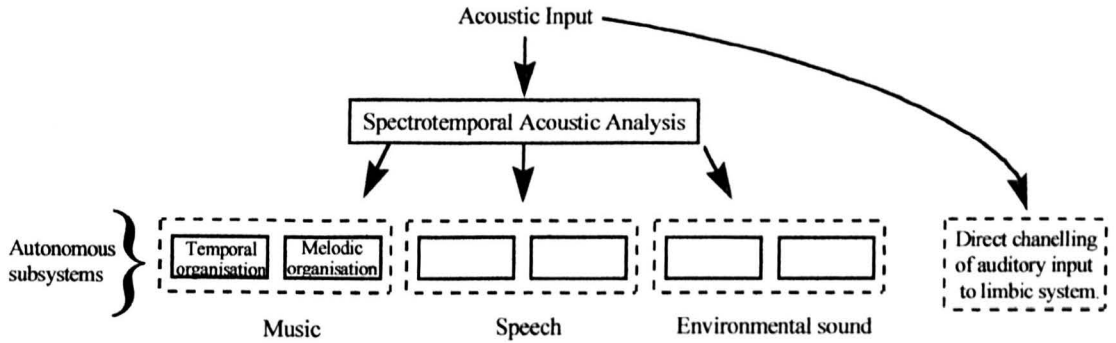 Acoustic Input
Spectrotemporal Acoustic Analysis
Autonomous
subsystems
Temporal
organisation
Melodic
organisation
Direct chanelling
of auditory input
to limbic system.
Music
Speech
Environmental sound